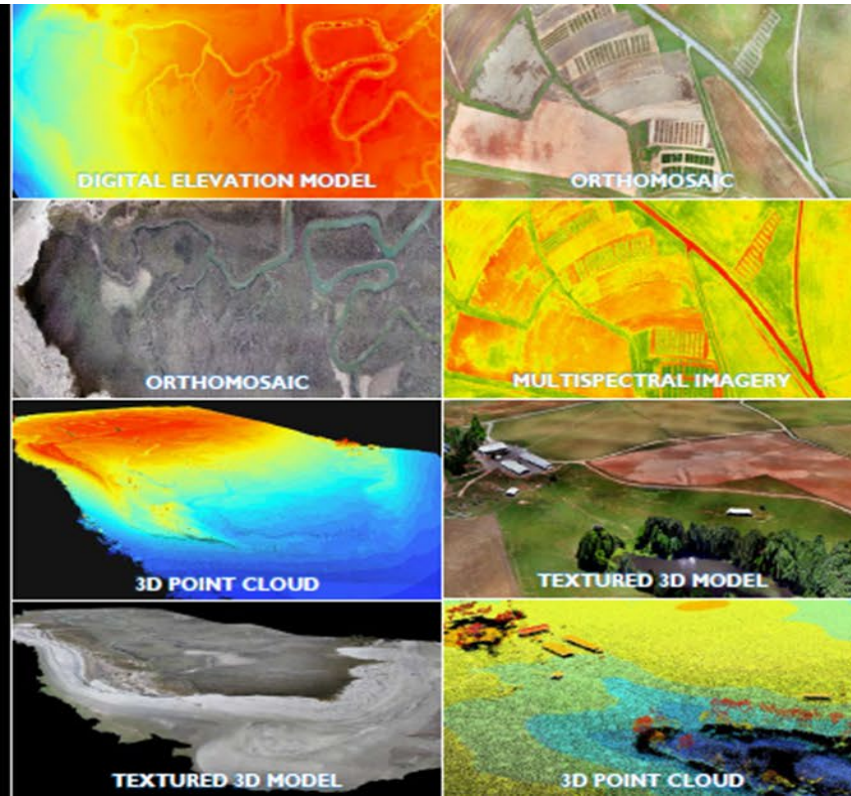 DIGITAL ELEVATION MODEL
ORTHOMOSAIC
ORTHOMOSAIC
MULTISPECTRAL IMAGERY
3D POINT CLOUD
TEXTURED 3D MODEL
TEXTURED 3D MODEL
3D POINT CLOUD